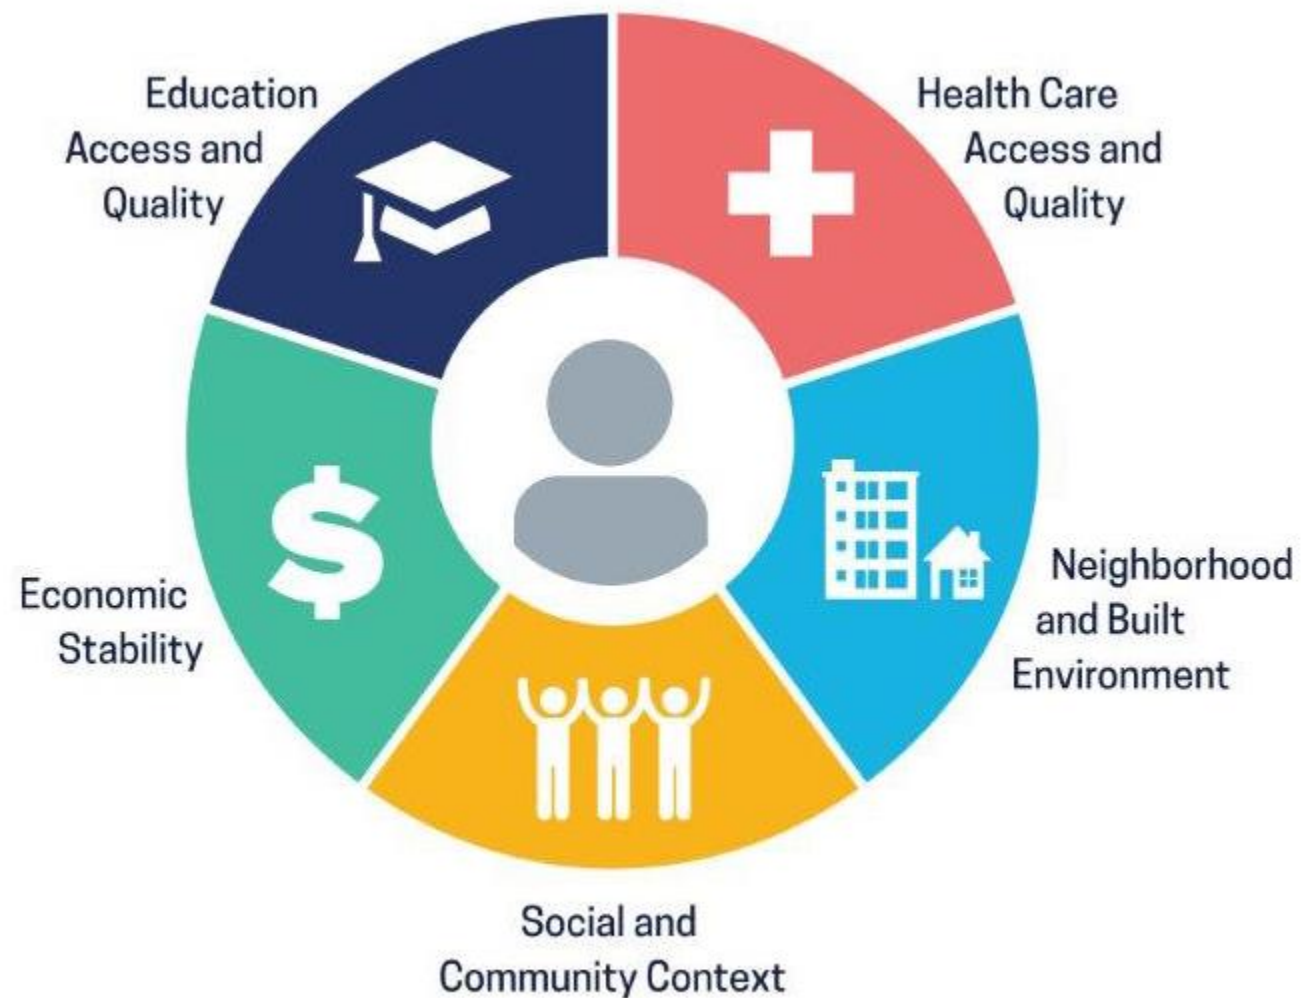 Education
Access and
Quality
Health Care
Access and
Quality
Economic
Stability
Neighborhood
and Built
Environment
Social and
Community Context